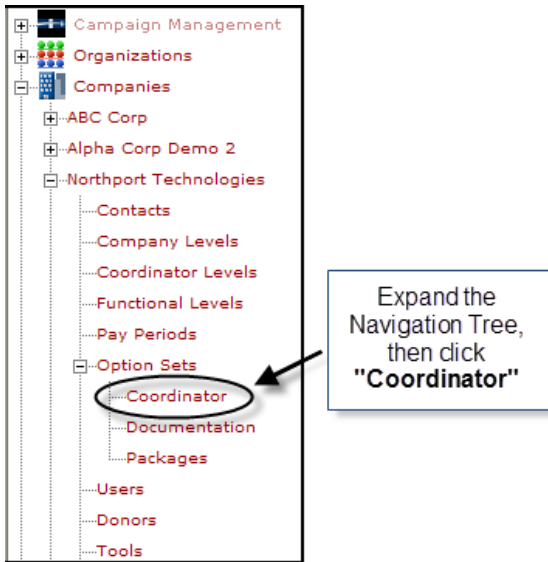 Campaign Management
Organizations
Companies
ABC Corp
Alpha Corp Demo 2
Northport Technologies
Contacts
Company Levels
Coordinator Levels
Functional Levels
Pay Periods
Option Sets
Coordinator
Documentation
Packages
Users
Donors
Tools
Expand the
Navigation Tree,
then click
"Coordinator"